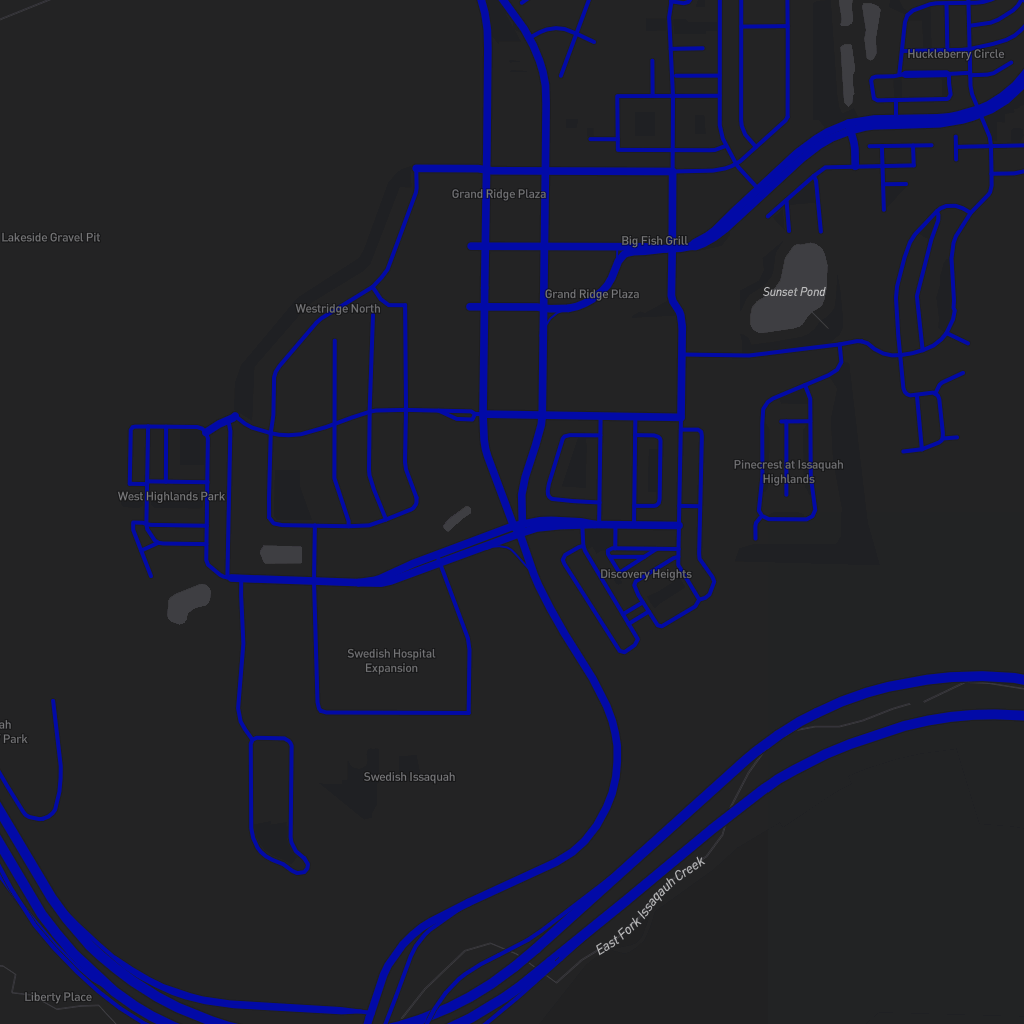 Huckleberry Circle
Grand Ridge Plaza
Lakeside Gravel Pit
Big Fish Grill
Sunset Pond
Grand Ridge Plaza
Westridge North
Pinecrest at Issaquah
Highlands
West Highlands Park
Discovery Heights
Swedish Hospital
Expansion
ah
Park
Swedish Issaquah
East Fork Issaqauh Creek
Liberty Place